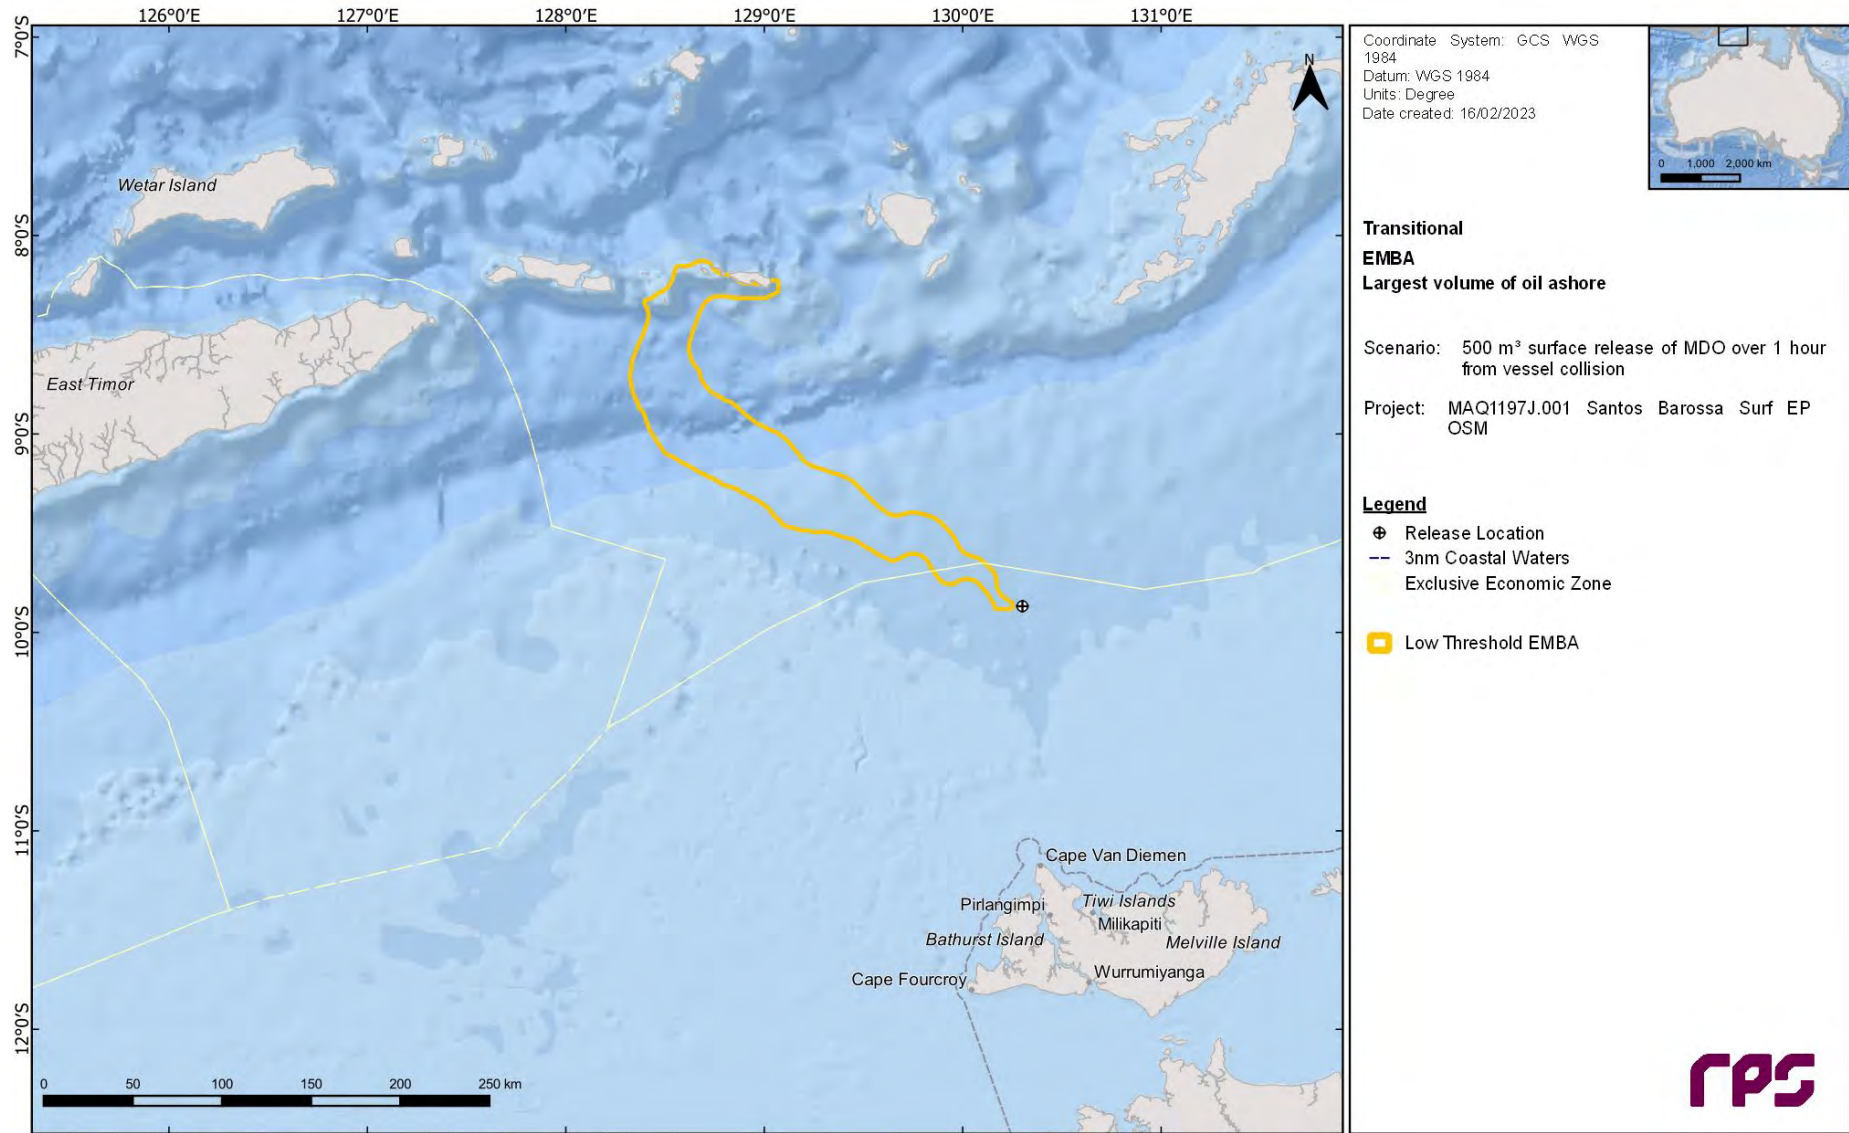 126°0'E 127°0'E 128°0'E 129°0'E 130°0'E 131°0'E
7°0'S
8°0'S
9°0'S
10°0'S
11°0'S
12°0'S
N
Wetar Island
East Timor
Cape Van Diemen
Pirlangimpi
Tiwi Islands
Milikapiti
Bathurst Island
Melville Island
Cape Fourcroy
Wurrumiyanga
0 50 100 150 200 250 km
Coordinate System: GCS WGS
1984
Datum: WGS 1984
Units: Degree
Date created: 16/02/2023
0 1,000 2,000 km
Transitional
EMBA
Largest volume of oil ashore
Scenario: 500 m³ surface release of MDO over 1 hour
from vessel collision
Project: MAQ1197J.001 Santos Barossa Surf EP
OSM
Legend
Release Location
3nm Coastal Waters
Exclusive Economic Zone
Low Threshold EMBA
rps